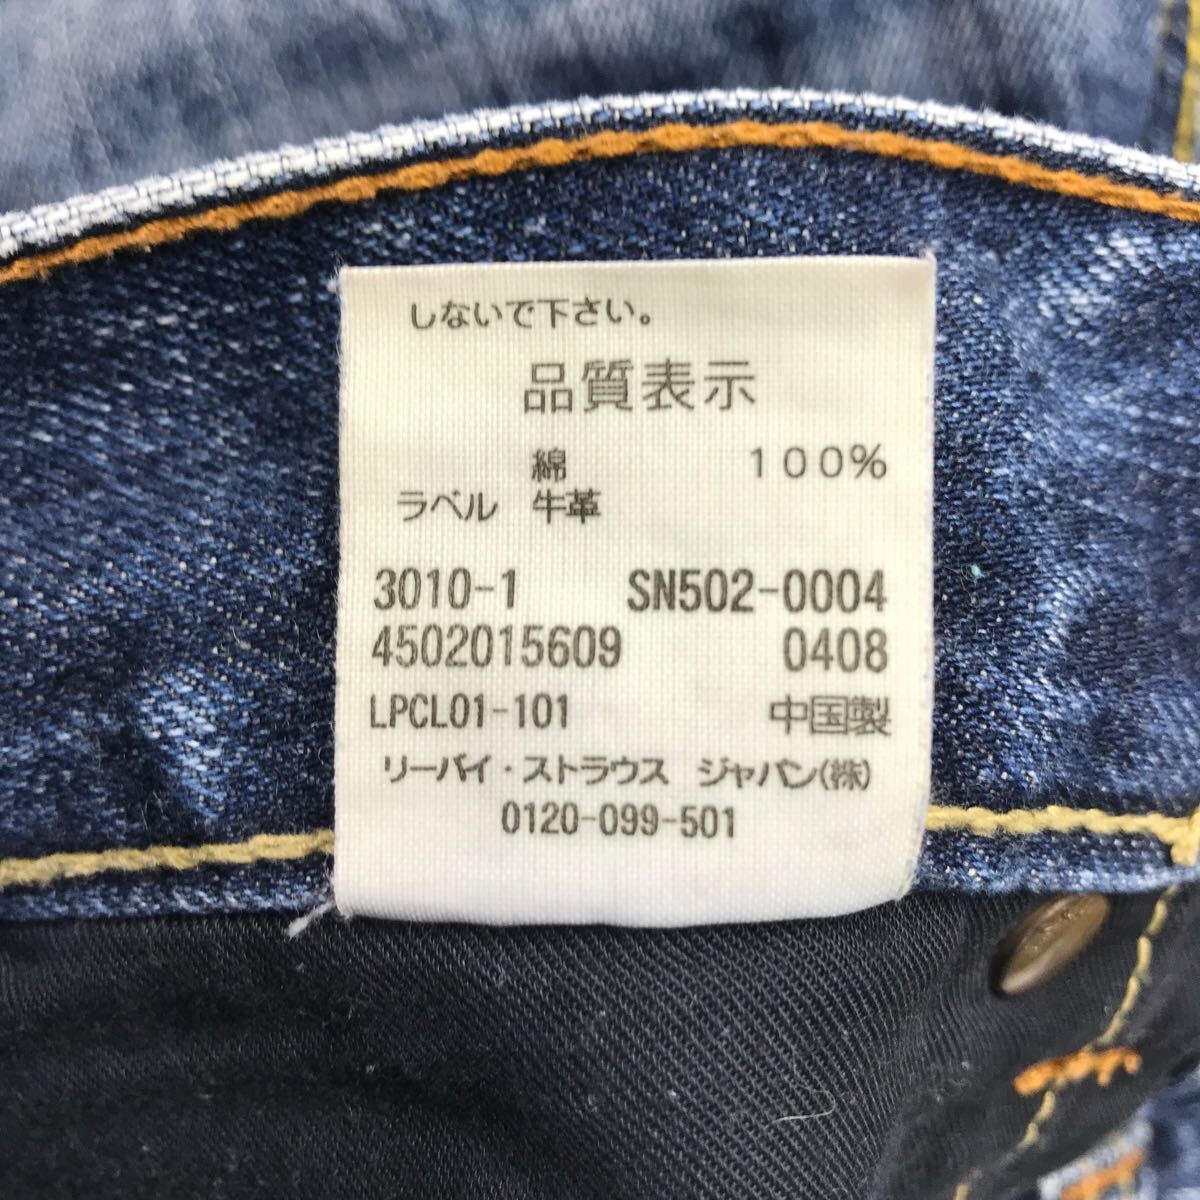 しないで下さい。
品質表示
綿 １００％
ラベル 牛革
3010-1 SN502-0004
4502015609 0408
LPCL01-101 中国製
リーバイ・ストラウス ジャパン(株)
0120-099-501